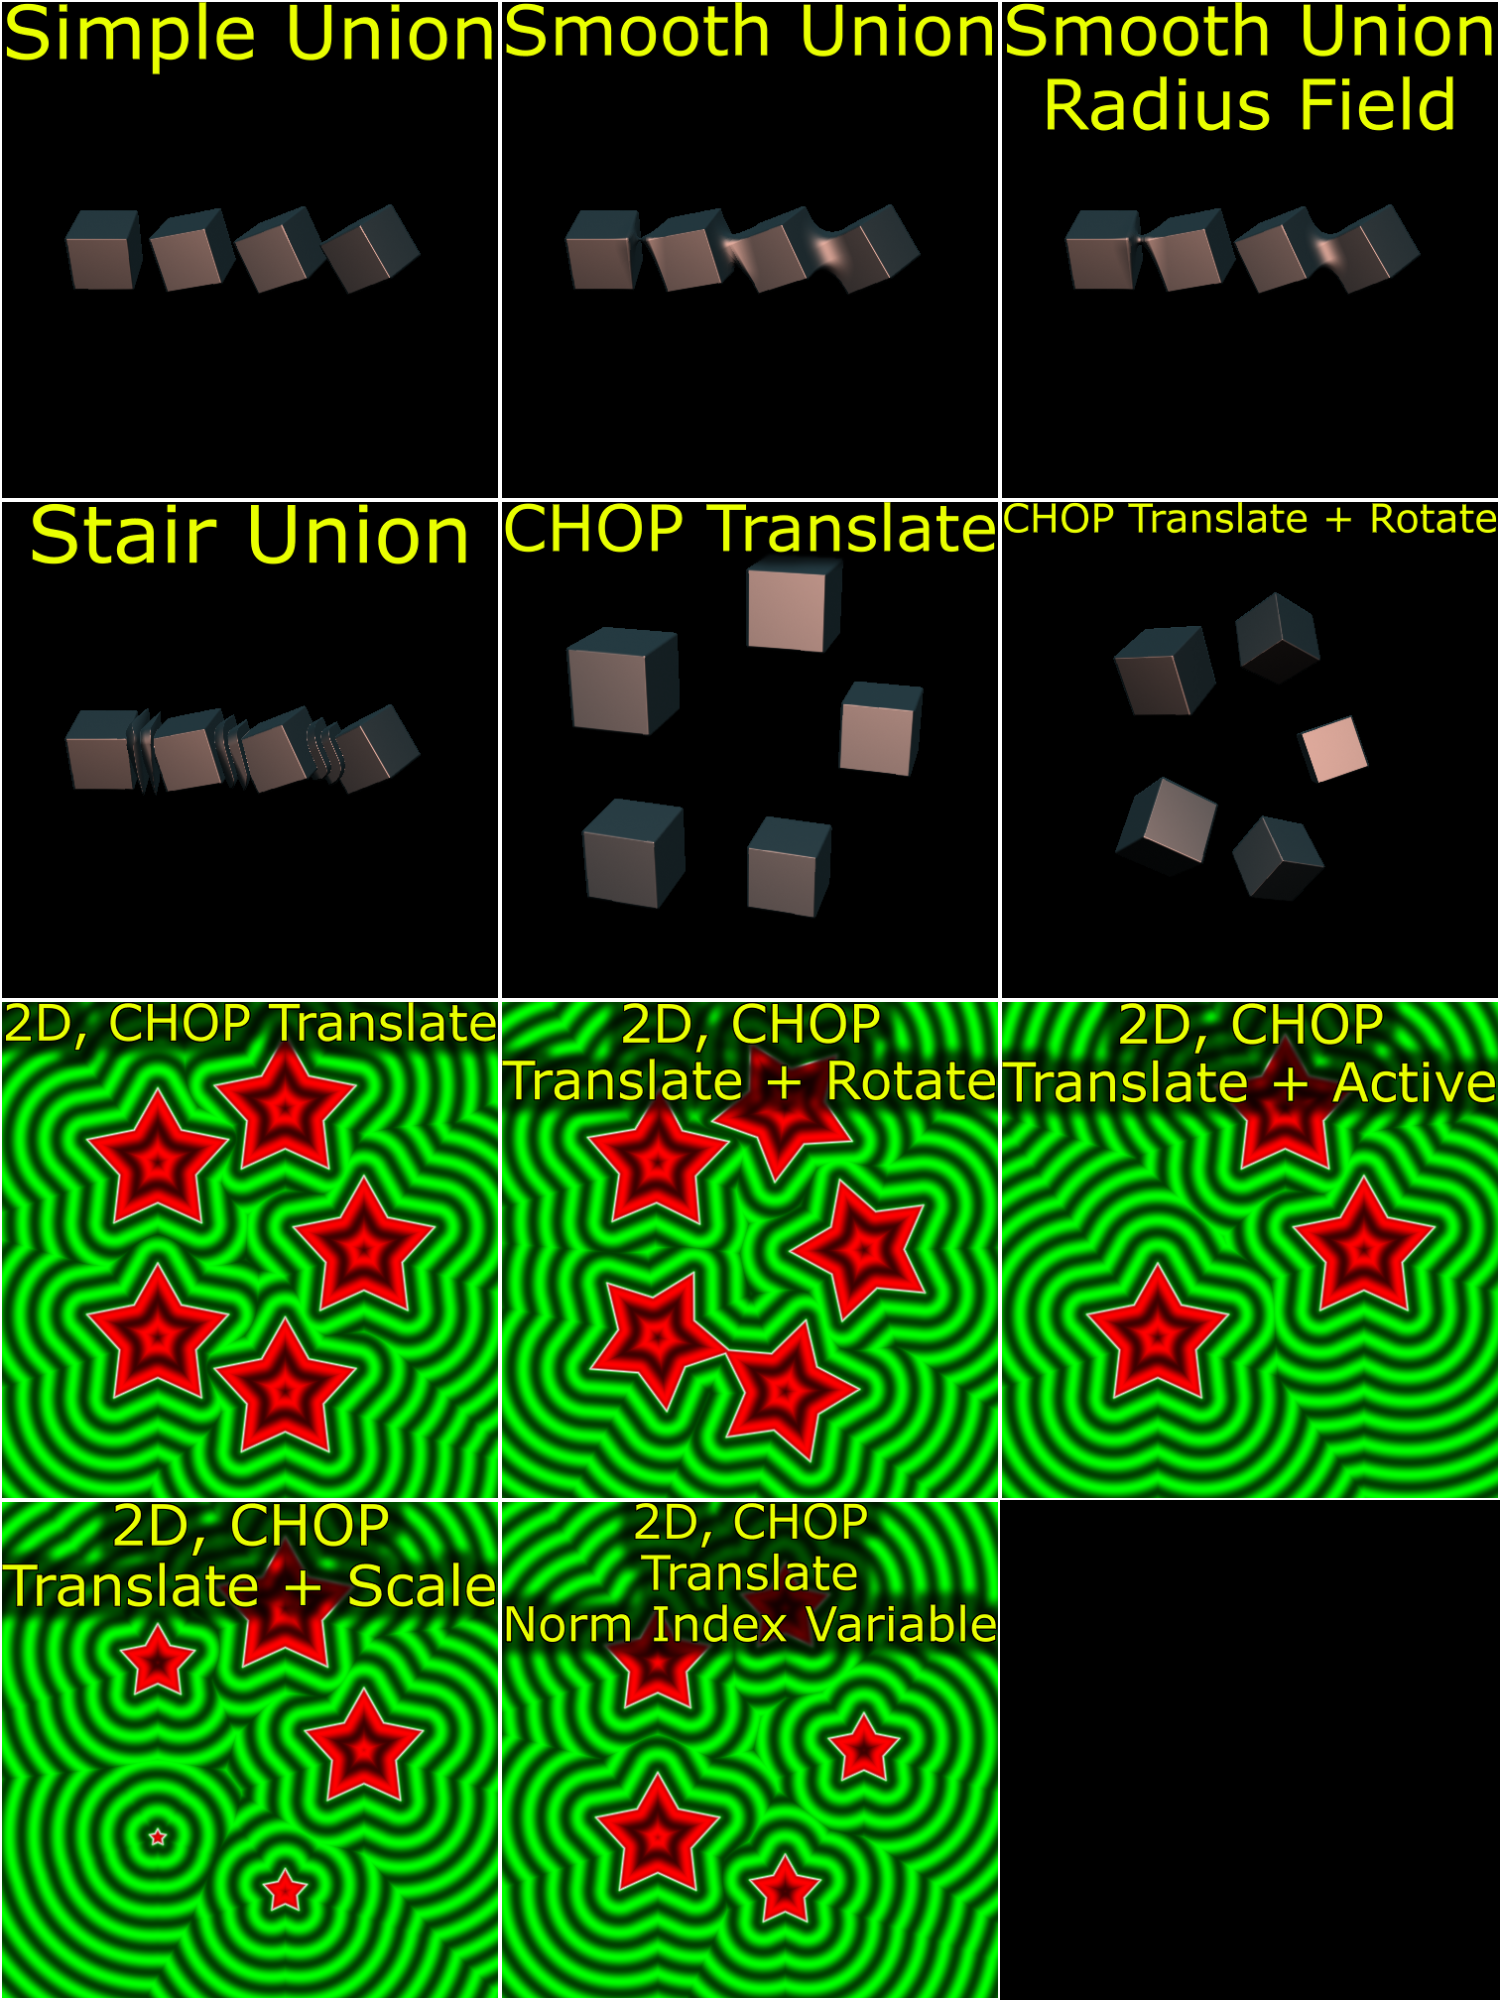 Simple Union
Smooth Union
Smooth Union
Radius Field
Stair Union
CHOP Translate
CHOP Translate + Rotate
2D, CHOP Translate
2D, CHOP
Translate + Rotate
2D, CHOP
Translate + Active
2D, CHOP
Translate + Scale
2D, CHOP
Translate
Norm Index Variable